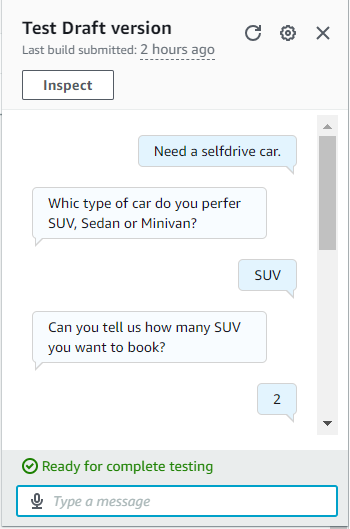 Test Draft version
Last build submitted: 2 hours ago
Inspect
Need a selfdrive car.
Whic type of car do you perfer
SUV, Sedan or Minivan?
SUV
Can you tell us how many SUV
you want to book?
2
Ready for complete testing
Type a message